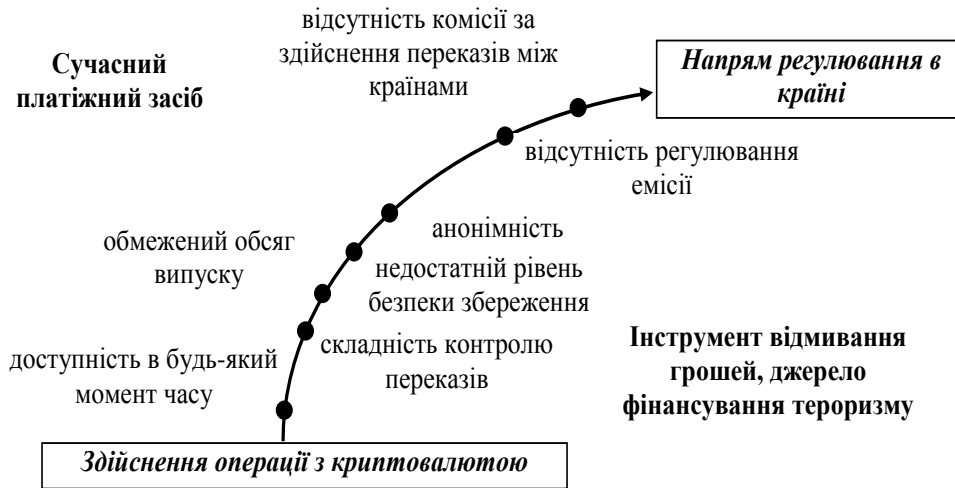 відсутність комісії за
здійснення переказів між
країнами
Сучасний
платіжний засіб
Напрям регулювання в
країні
відсутність регулювання
емісії
анонімність
обмежений обсяг
випуску
недостатній рівень
безпеки збереження
складність контролю
переказів
доступність в будь-який
момент часу
Інструмент відмивання
грошей, джерело
фінансування тероризму
Здійснення операції з криптовалютою